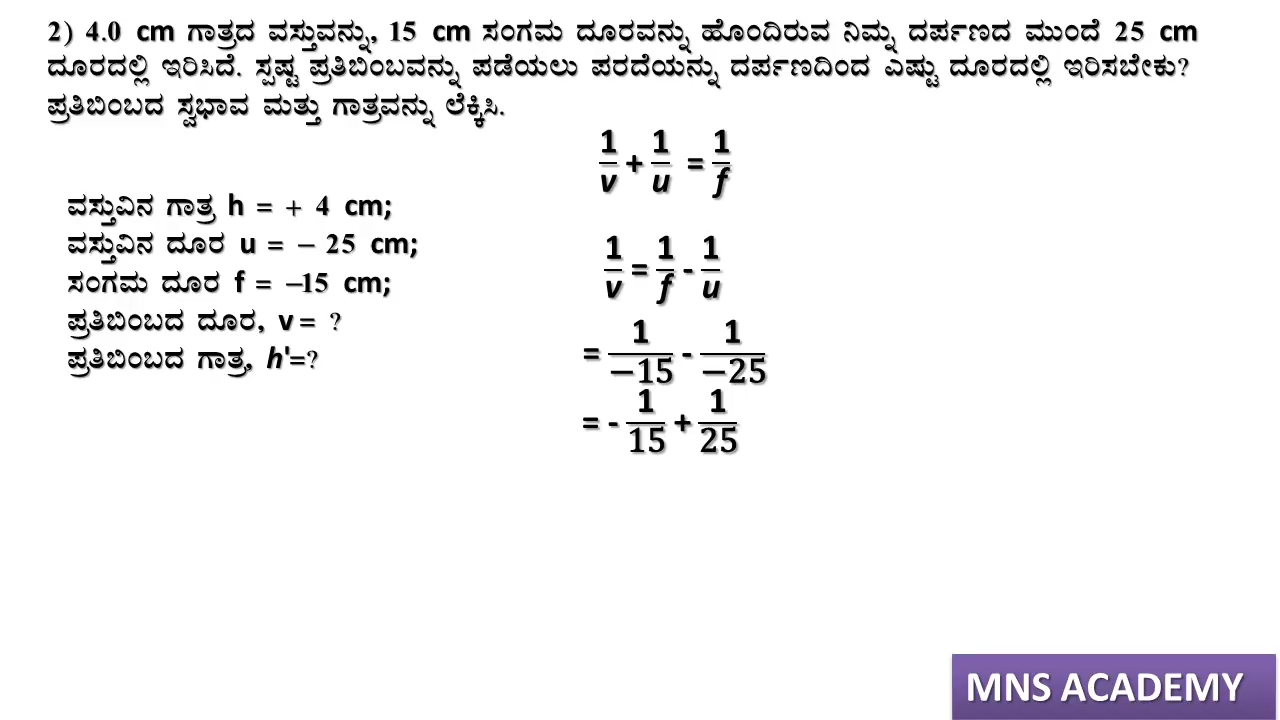 2) 4.0 cm ಗಾತ್ರದ ವಸ್ತುವನ್ನು, 15 cm ಸಂಗಮ ದೂರವನ್ನು ಹೊಂದಿರುವ ನಿಮ್ನ ದರ್ಪಣದ ಮುಂದೆ 25 cm
ದೂರದಲ್ಲಿ ಇರಿಸಿದೆ. ಸ್ಪಷ್ಟ ಪ್ರತಿಬಿಂಬವನ್ನು ಪಡೆಯಲು ಪರದೆಯನ್ನು ದರ್ಪಣದಿಂದ ಎಷ್ಟು ದೂರದಲ್ಲಿ ಇರಿಸಬೇಕು?
ಪ್ರತಿಬಿಂಬದ ಸ್ವಭಾವ ಮತ್ತು ಗಾತ್ರವನ್ನು ಲೆಕ್ಕಿಸಿ.
ವಸ್ತುವಿನ ಗಾತ್ರ h = + 4 cm;
ವಸ್ತುವಿನ ದೂರ u = – 25 cm;
ಸಂಗಮ ದೂರ f = –15 cm;
ಪ್ರತಿಬಿಂಬದ ದೂರ, v = ?
ಪ್ರತಿಬಿಂಬದ ಗಾತ್ರ, h'=?
1/v + 1/u = 1/f
1/v = 1/f - 1/u
= 1/−15 - 1/−25
= - 1/15 + 1/25
MNS ACADEMY